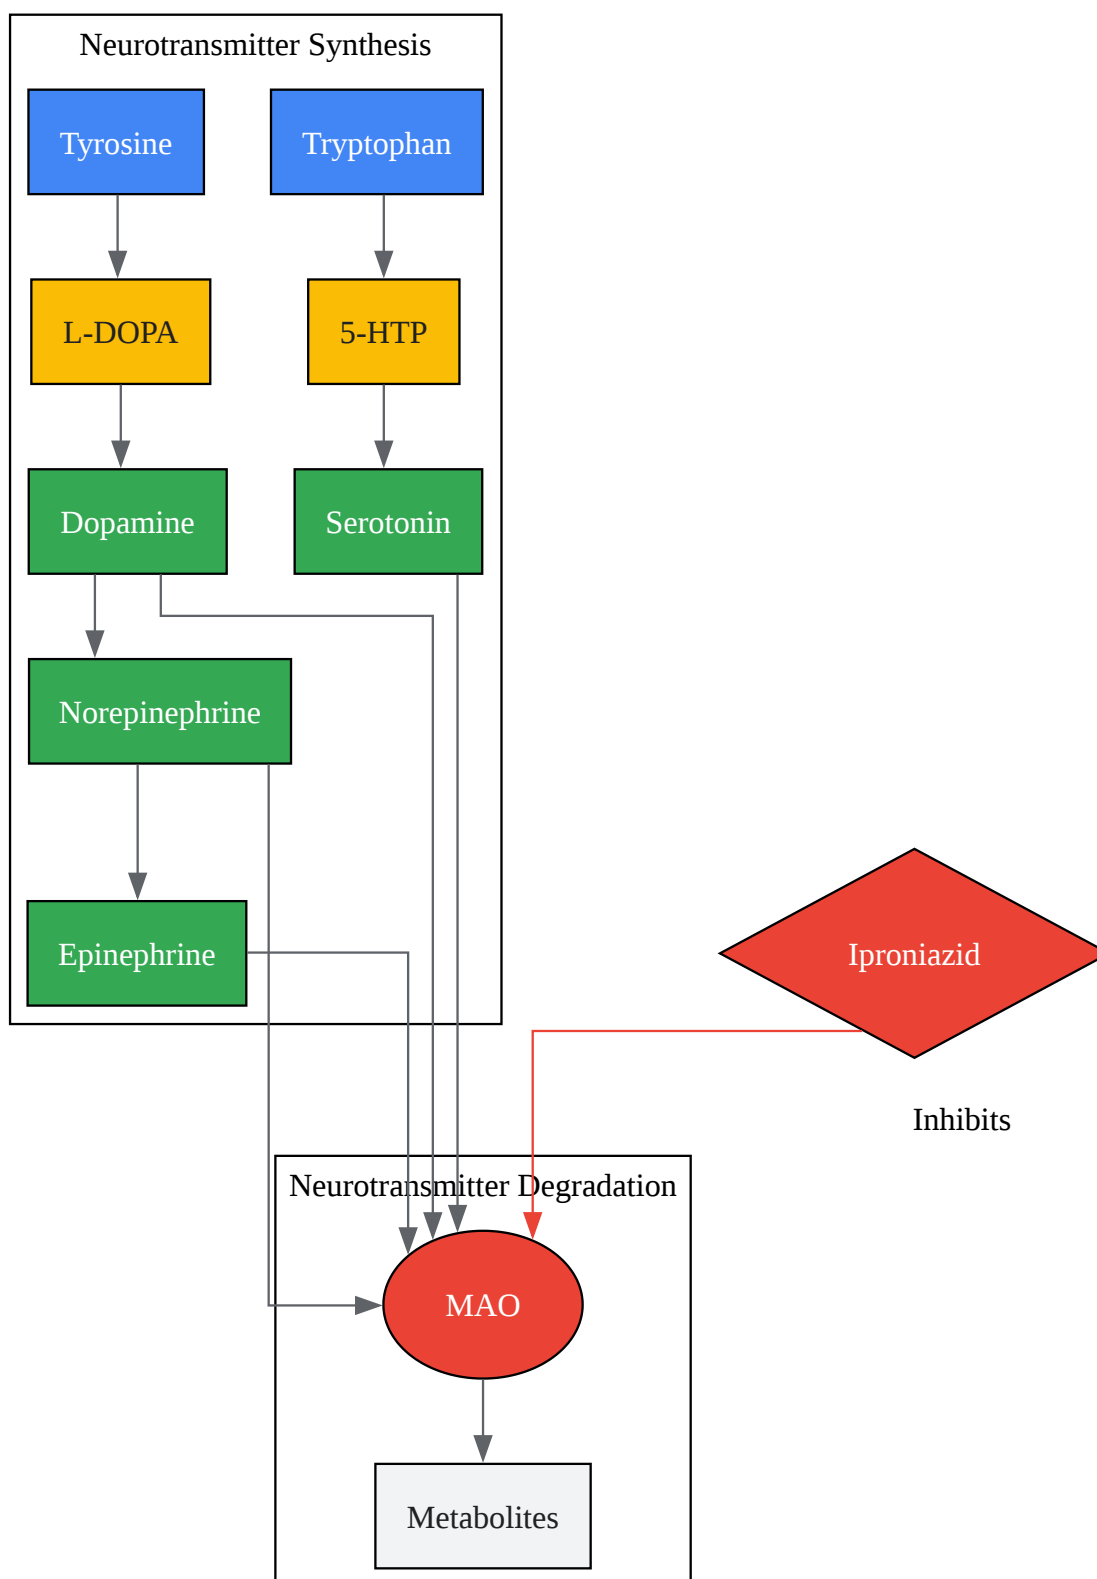 Neurotransmitter Synthesis
Tyrosine
Tryptophan
L-DOPA
5-HTP
Dopamine
Serotonin
Norepinephrine
Epinephrine
Iproniazid
Inhibits
Neurotransmitter Degradation
MAO
Metabolites